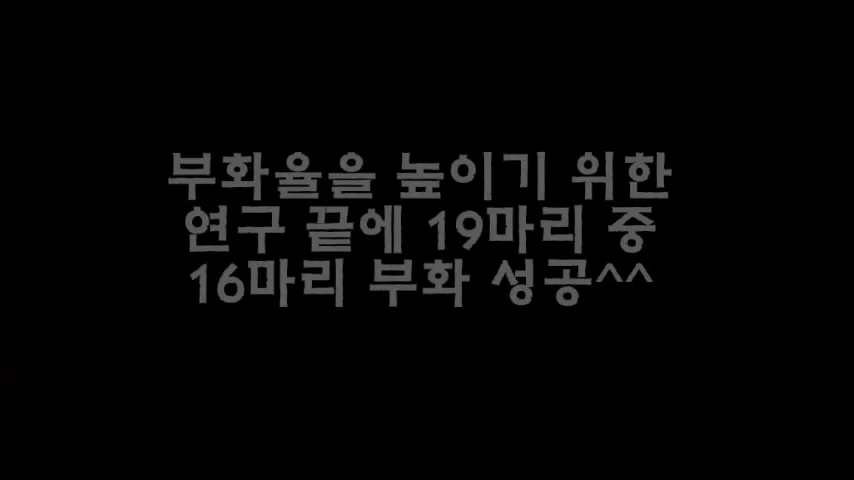 부화율을 높이기 위한
연구 끝에 19마리 중
16마리 부화 성공^^